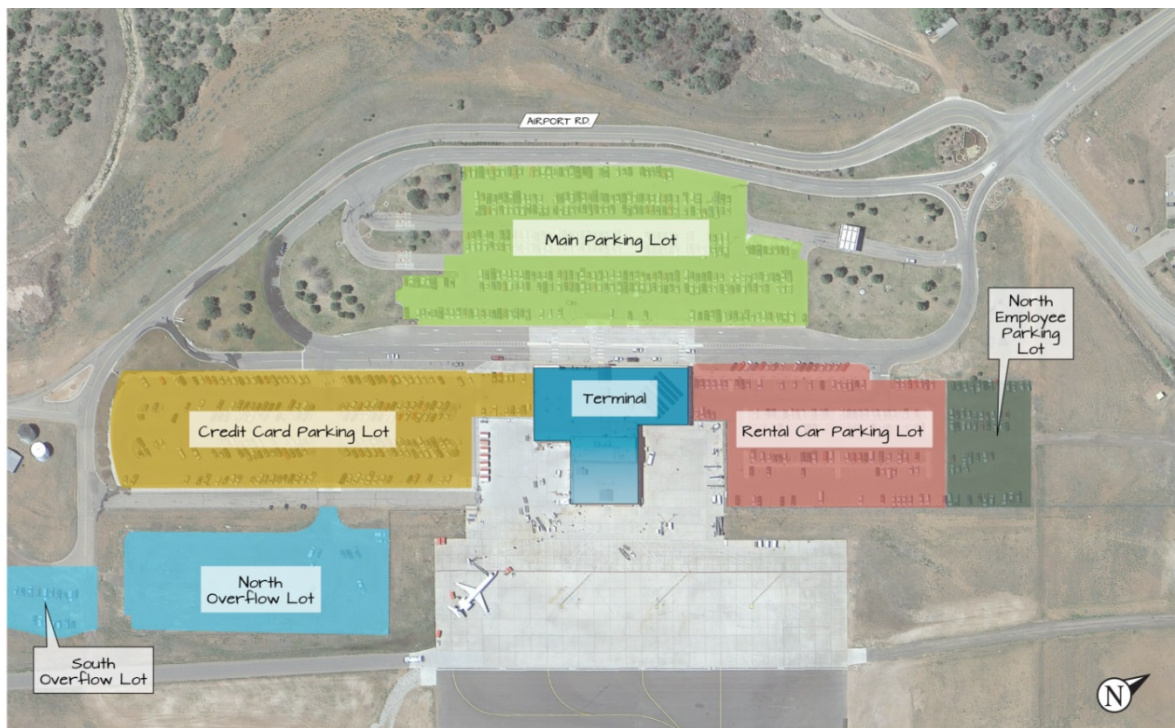 AIRPORT RD
Main Parking Lot
North
Employee
Parking
Lot
Terminal
Credit Card Parking Lot
Rental Car Parking Lot
North
Overflow Lot
South
Overflow Lot
N